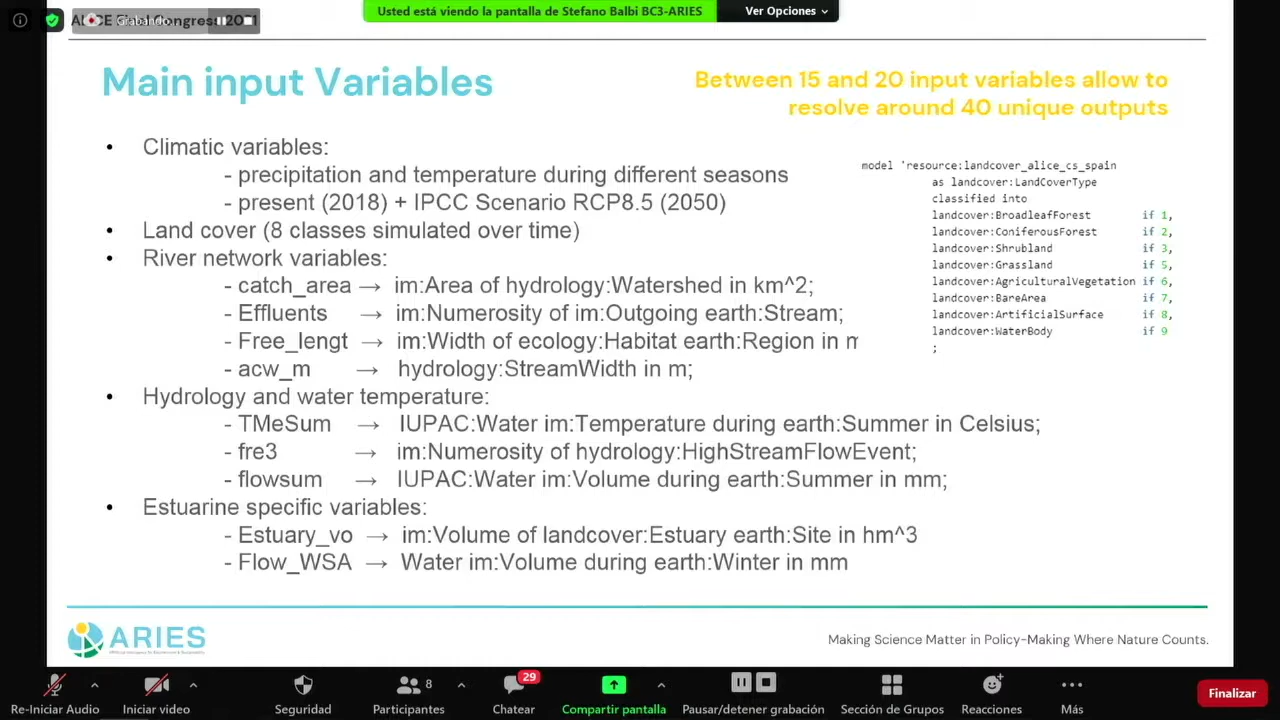 Usted está viendo la pantalla de Stefano Balbi BC3-ARIES
Ver Opciones
Grabando
Main input Variables
Between 15 and 20 input variables allow to
resolve around 40 unique outputs
• Climatic variables:
- precipitation and temperature during different seasons
- present (2018) + IPCC Scenario RCP8.5 (2050)
• Land cover (8 classes simulated over time)
• River network variables:
- catch_area → im:Area of hydrology:Watershed in km^2;
- Effluents → im:Numerosity of im:Outgoing earth:Stream;
- Free_lengt → im:Width of ecology:Habitat earth:Region in m
- acw_m → hydrology:StreamWidth in m;
• Hydrology and water temperature:
- TMeSum → IUPAC:Water im:Temperature during earth:Summer in Celsius;
- fre3 → im:Numerosity of hydrology:HighStreamFlowEvent;
- flowsum → IUPAC:Water im:Volume during earth:Summer in mm;
• Estuarine specific variables:
- Estuary_vo → im:Volume of landcover:Estuary earth:Site in hm^3
- Flow_WSA → Water im:Volume during earth:Winter in mm
model 'resource:landcover_alice_cs_spain
as landcover:LandCoverType
classified into
landcover:BroadleafForest if 1,
landcover:ConiferousForest if 2,
landcover:Shrubland if 3,
landcover:Grassland if 5,
landcover:AgriculturalVegetation if 6,
landcover:BareArea if 7,
landcover:ArtificialSurface if 8,
landcover:WaterBody if 9
;
ARIES
Making Science Matter in Policy-Making Where Nature Counts.
8
29
Re-Iniciar Audio
Iniciar video
Seguridad
Participantes
Chatear
Compartir pantalla
Pausar/detener grabación
Sección de Grupos
Reacciones
Más
Finalizar